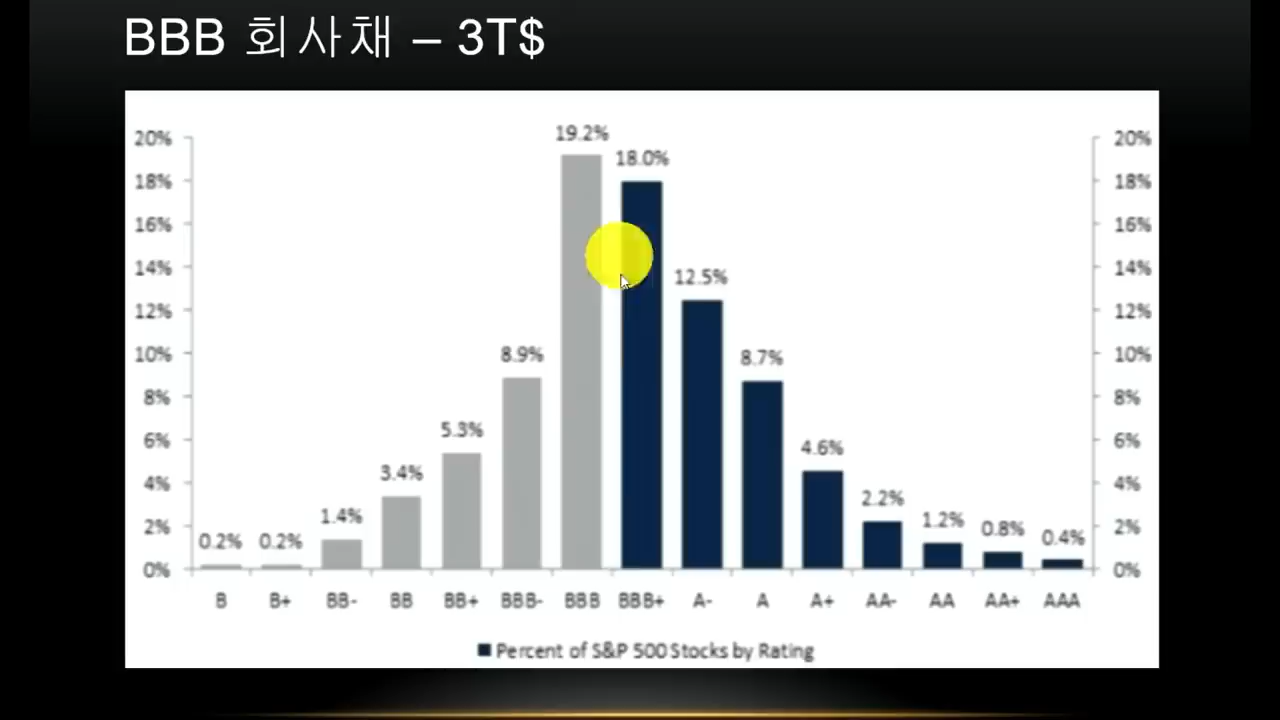 BBB 회사채 – 3T$
19.2%
20% 18.0% 20%
18% 18%
16% 16%
14% 12.5% 14%
12% 12%
10% 8.9% 8.7% 10%
8% 8%
6% 5.3% 4.6% 6%
4% 3.4% 4%
2% 0.2% 0.2% 1.4% 2.2% 1.2% 0.8% 0.4% 2%
0% 0%
B B+ BB- BB BB+ BBB- BBB BBB+ A- A A+ AA- AA AA+ AAA
Percent of S&P 500 Stocks by Rating